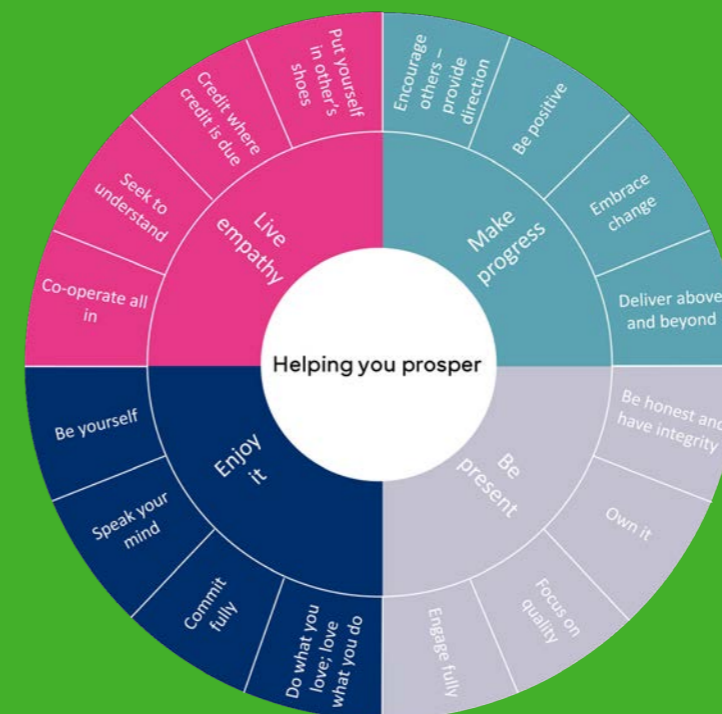 Put yourself
in other's
shoes
Credit where
credit is due
Seek to
understand
Co-operate all
in
Live
empathy
Encourage
others –
provide
direction
Be positive
Embrace
change
Deliver above
and beyond
Make
progress
Helping you prosper
Be yourself
Speak your
mind
Commit
fully
Do what you
love; love
what you do
Enjoy
it
Be honest and
have integrity
Own it
Focus on
quality
Engage fully
Be
present